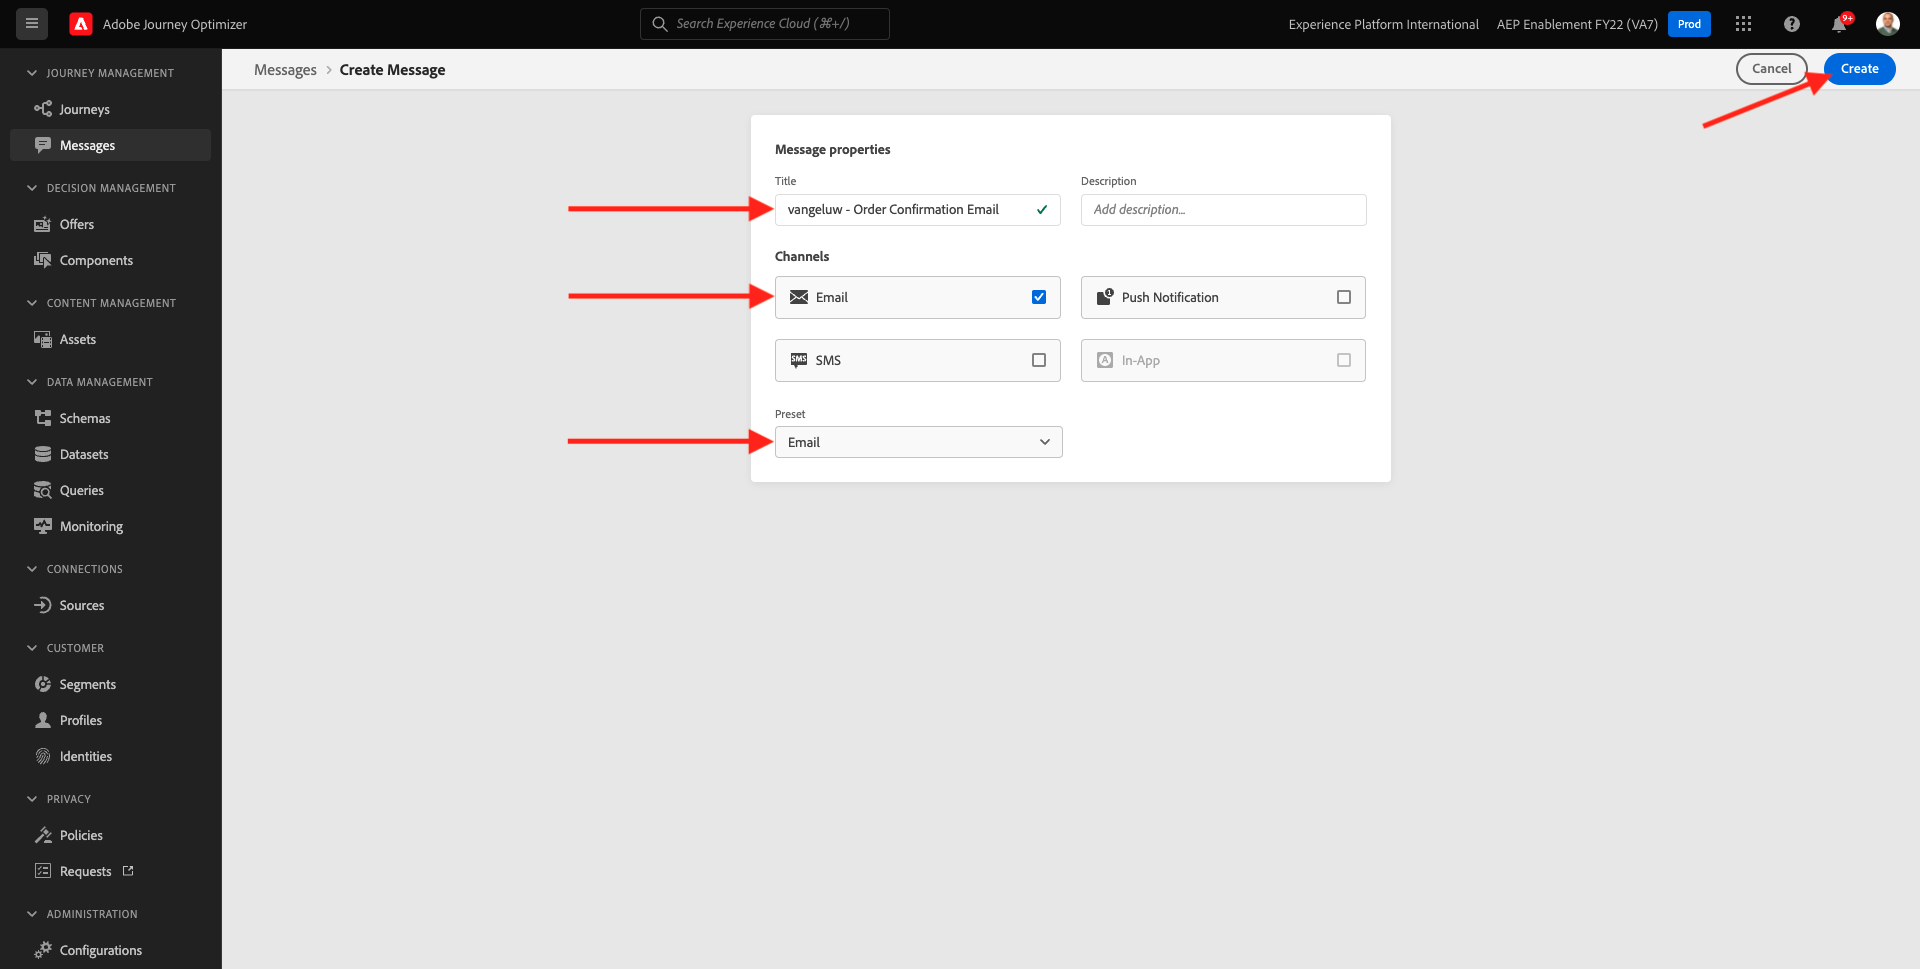 Adobe Journey Optimizer
Search Experience Cloud (⌘+/)
Experience Platform International
AEP Enablement FY22 (VA7)
Prod
9+
JOURNEY MANAGEMENT
Journeys
Messages
DECISION MANAGEMENT
Offers
Components
CONTENT MANAGEMENT
Assets
DATA MANAGEMENT
Schemas
Datasets
Queries
Monitoring
CONNECTIONS
Sources
CUSTOMER
Segments
Profiles
Identities
PRIVACY
Policies
Requests
ADMINISTRATION
Configurations
Messages > Create Message
Cancel
Create
Message properties
Title
Description
vangeluw - Order Confirmation Email
Add description...
Channels
Email
1
Push Notification
SMS
SMS
In-App
Preset
Email